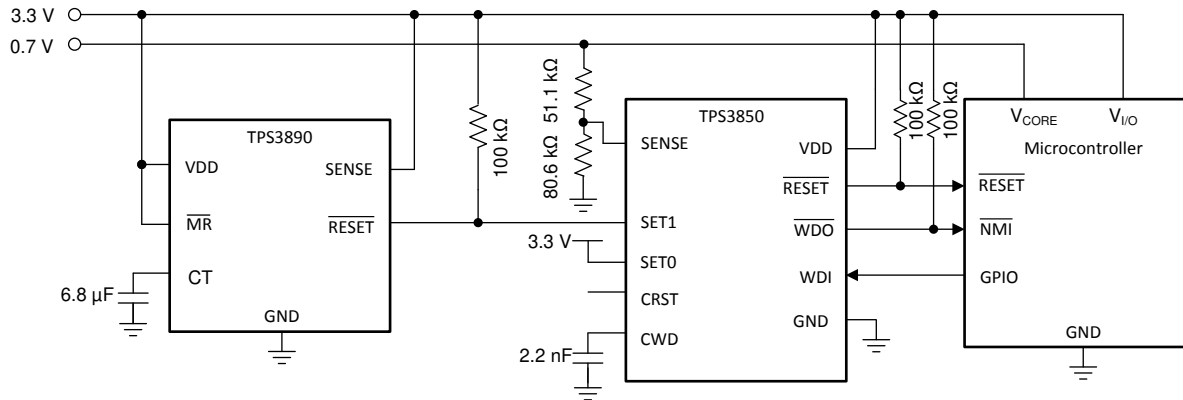 3.3 V
0.7 V
TPS3890
VDD
SENSE
MR
RESET
CT
GND
6.8 µF
100 kΩ
51.1 kΩ
80.6 kΩ
3.3 V
2.2 nF
TPS3850
SENSE
VDD
RESET
SET1
WDO
SET0
WDI
CRST
GND
CWD
100 kΩ
100 kΩ
VCORE
VI/O
Microcontroller
RESET
NMI
GPIO
GND